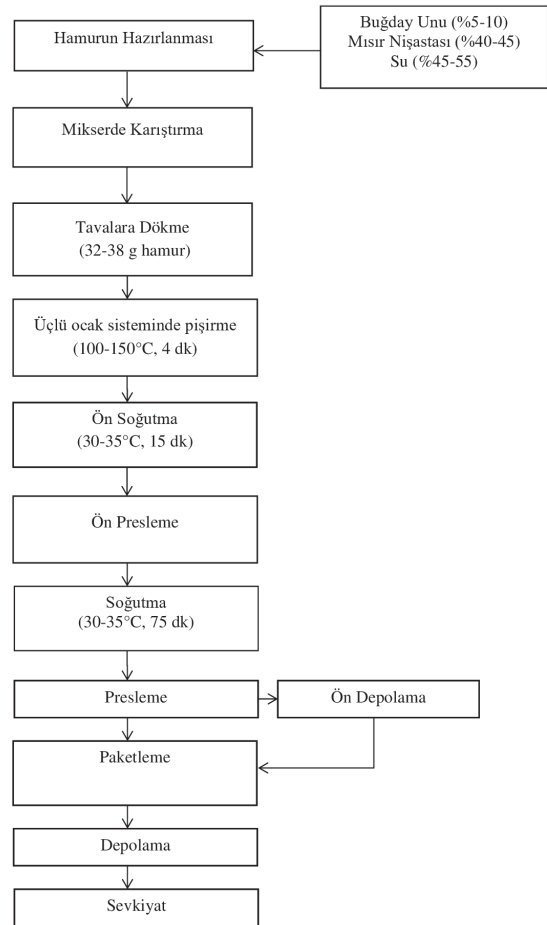 Hamurun Hazırlanması
Buğday Unu (%5-10)
Mısır Nişastası (%40-45)
Su (%45-55)
Mikserde Karıştırma
Tavalara Dökme
(32-38 g hamur)
Üçlü ocak sisteminde pişirme
(100-150°C, 4 dk)
Ön Soğutma
(30-35°C, 15 dk)
Ön Presleme
Soğutma
(30-35°C, 75 dk)
Presleme
Ön Depolama
Paketleme
Depolama
Sevkiyat